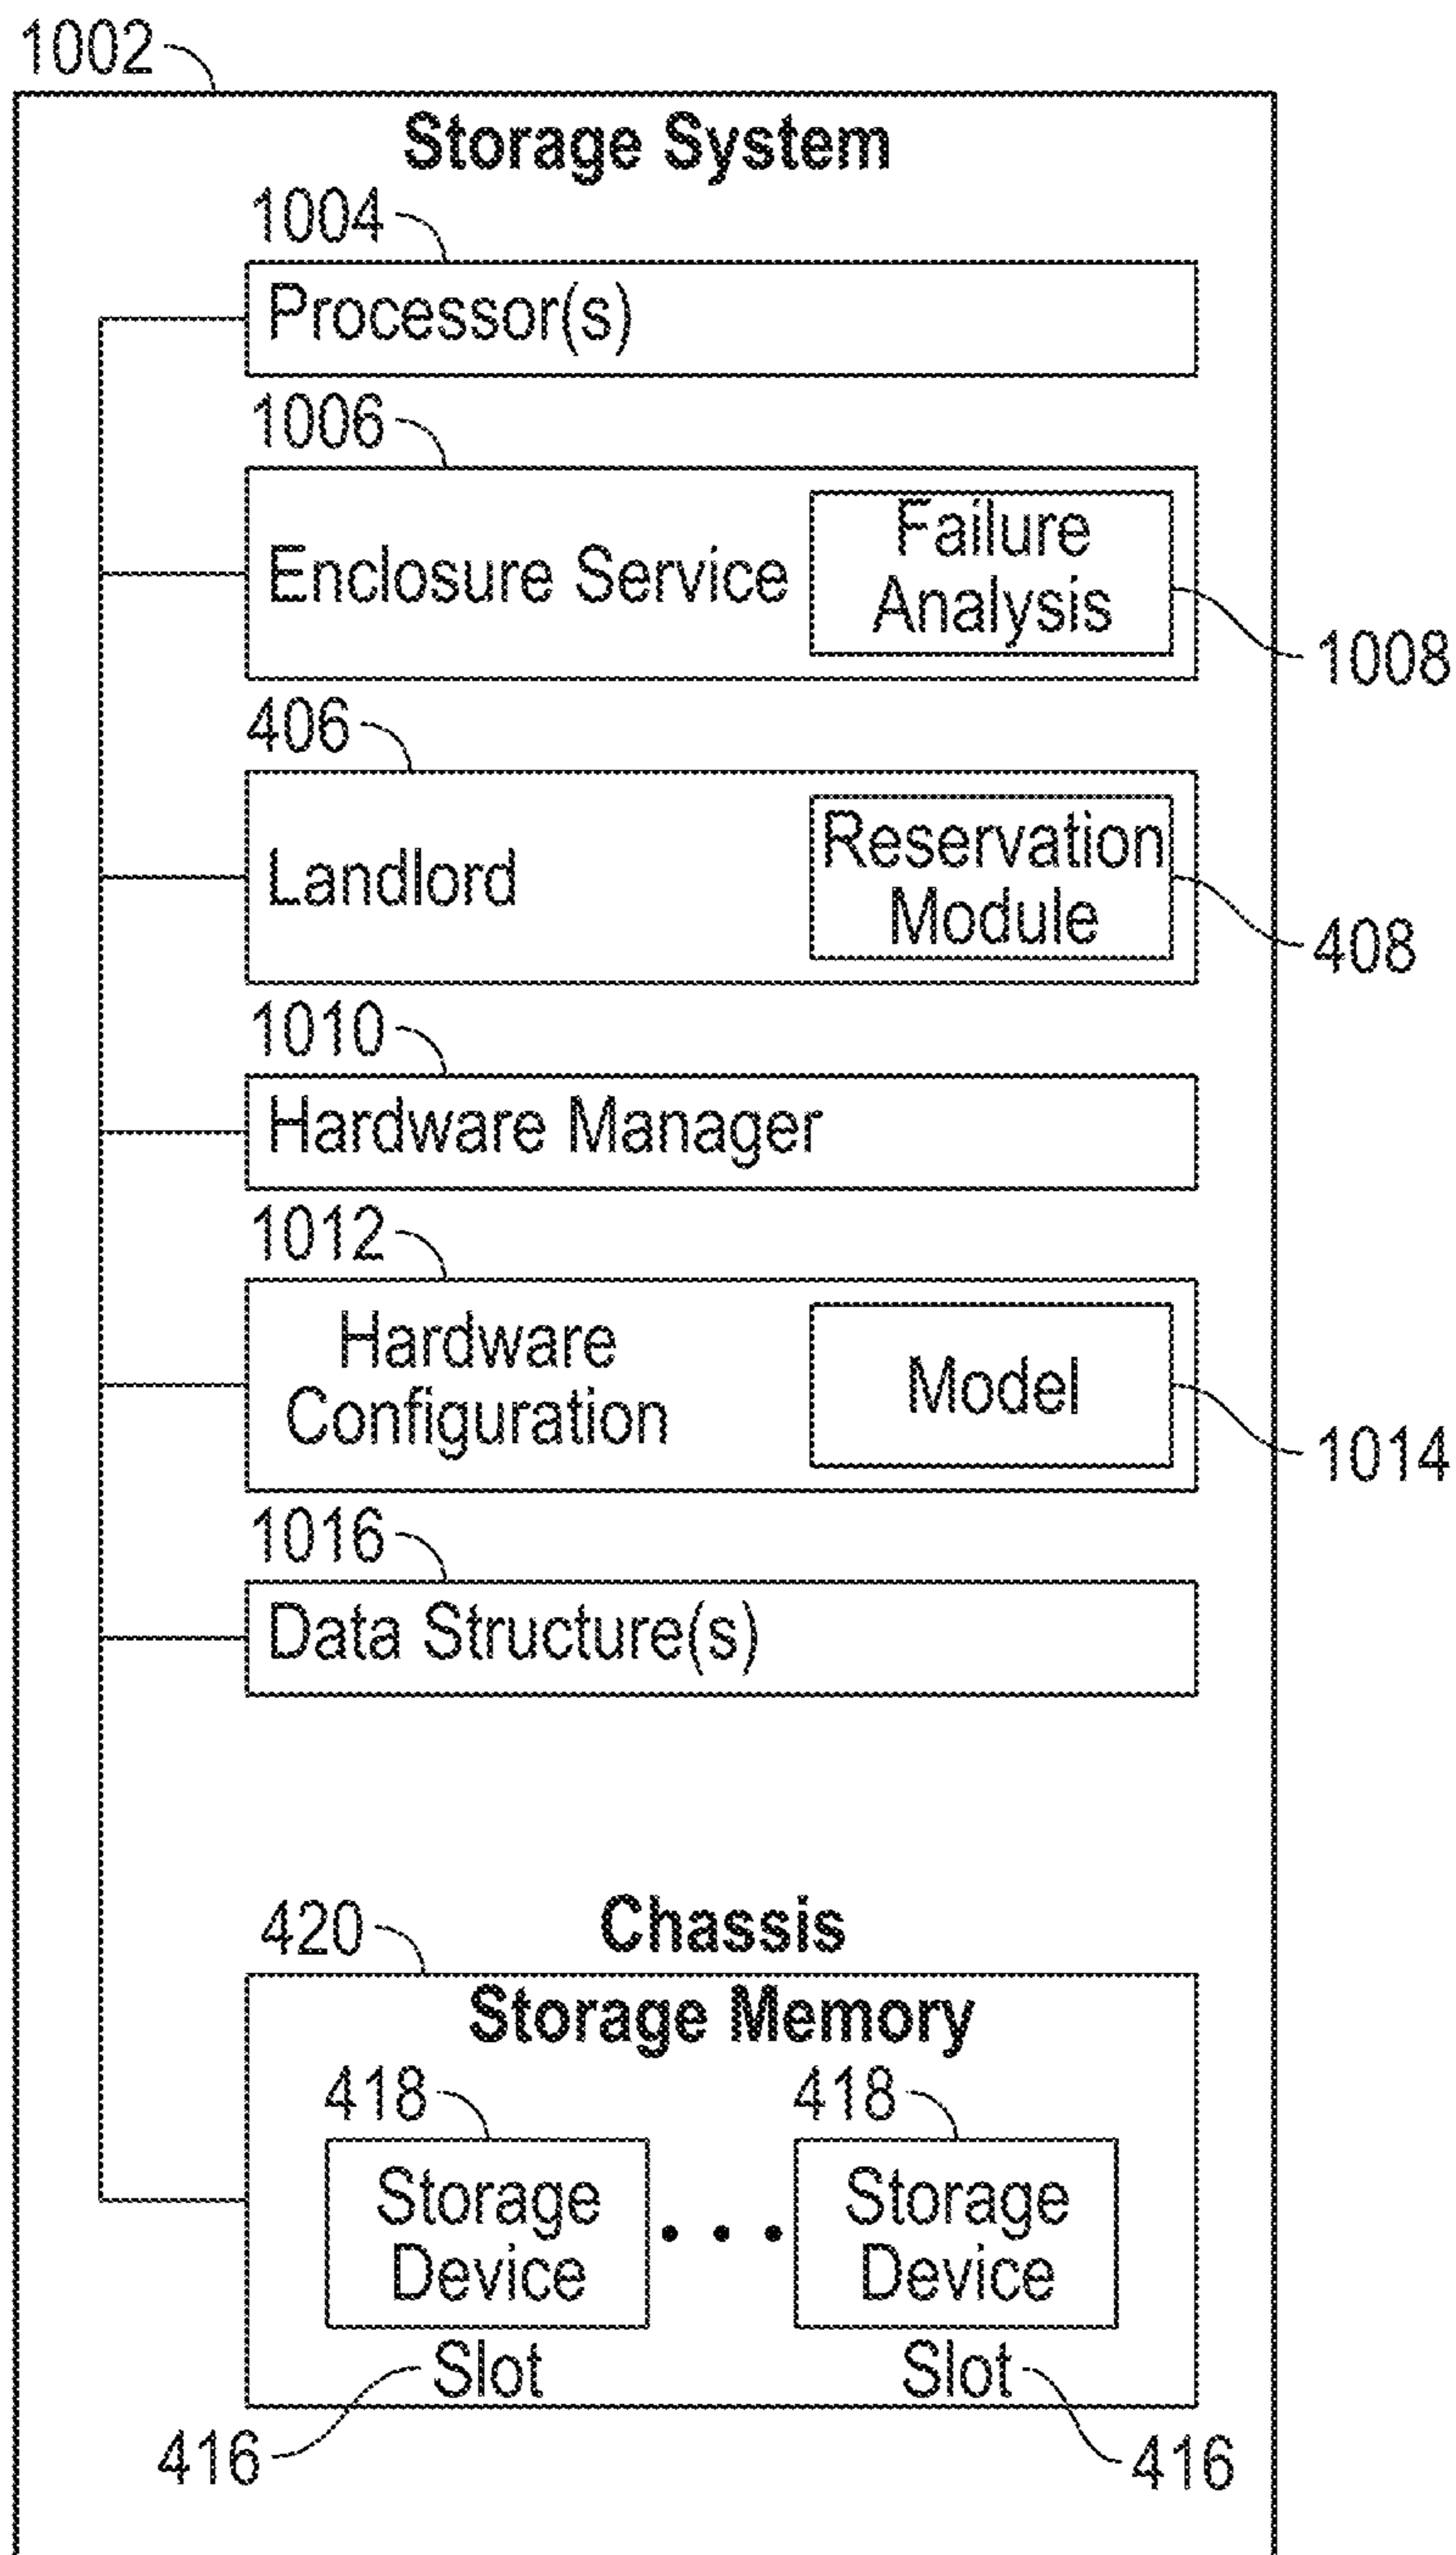 1002
Storage System
1004
Processor(s)
1006
Enclosure Service
Failure
Analysis
1008
406
Landlord
Reservation
Module
408
1010
Hardware Manager
1012
Hardware
Configuration
Model
1014
1016
Data Structure(s)
Chassis
420
Storage Memory
418
418
Storage
Device
Storage
Device
Slot
Slot
416
416